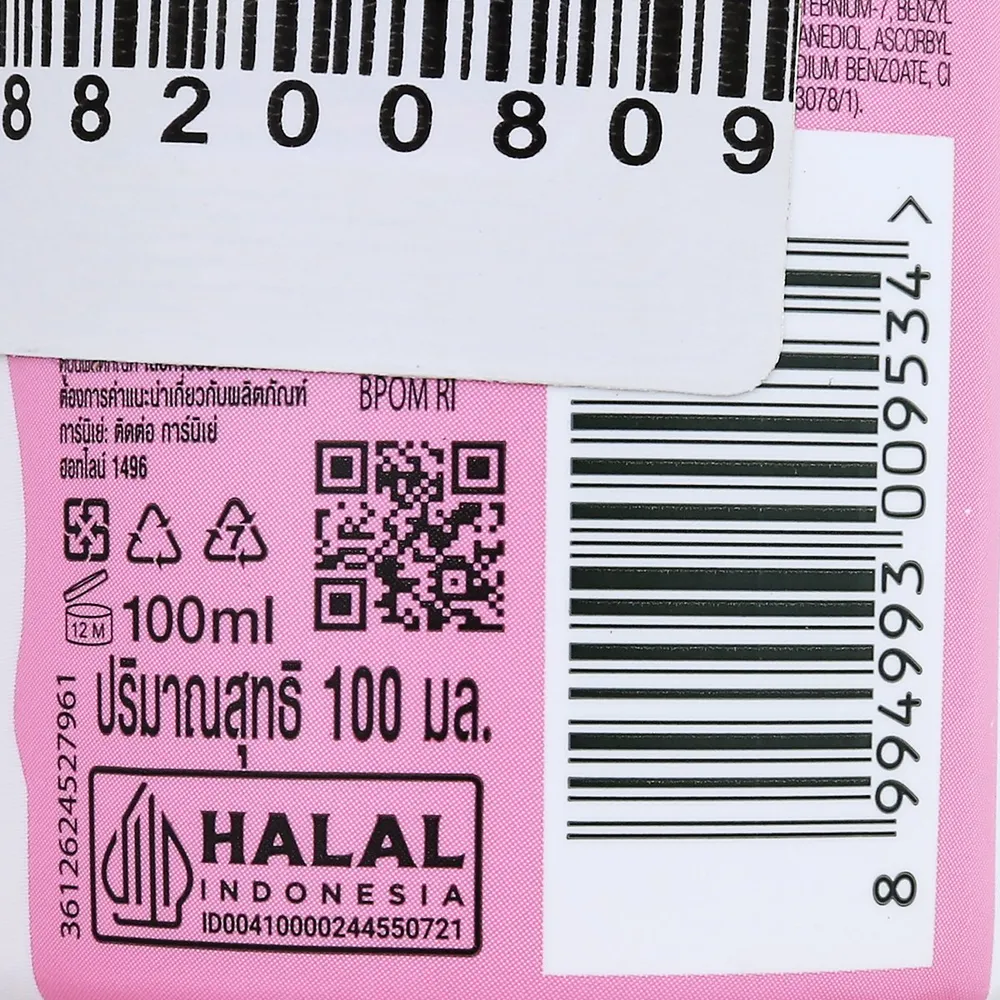 88200809
TERNIUM-7, BENZYL
ANEDIOL, ASCORBYL
DIUM BENZOATE, CI
3078/1).
ต้องการคำแนะนำเกี่ยวกับผลิตภัณฑ์
การ์นิเย่: ติดต่อ การ์นิเย่
ฮอทไลน์ 1496
BPOM RI
7
12 M
100ml
ปริมาณสุทธิ 100 มล.
3612624527961
HALAL
INDONESIA
ID00410000244550721
8 994993 009534 >